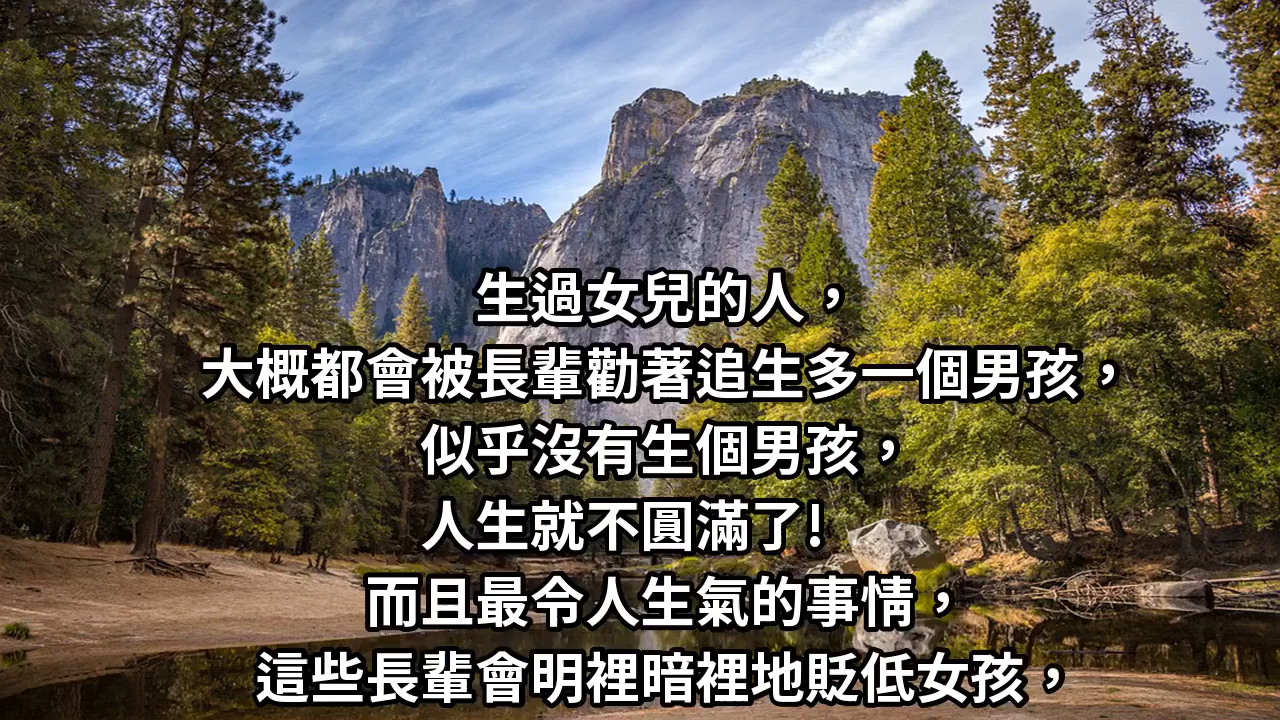 生過女兒的人，
大概都會被長輩勸著追生多一個男孩，
似乎沒有生個男孩，
人生就不圓滿了!
而且最令人生氣的事情，
這些長輩會明裡暗裡地貶低女孩，